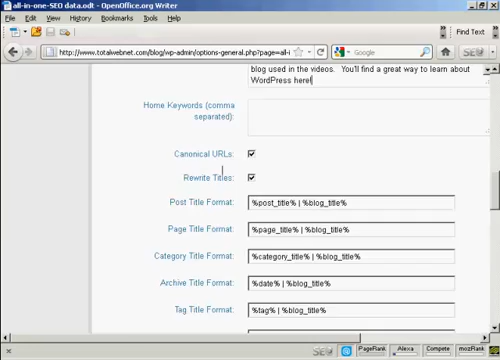 all-in-one-SEO data.odt - OpenOffice.org Writer
File Edit View History Bookmarks Tools Help
Find Text
http://www.totalwebnet.com/blog/wp-admin/options-general.php?page=all-i
Google
SEO
blog used in the videos. You'll find a great way to learn about
WordPress here!
Home Keywords (comma
separated):
Canonical URLs:
Rewrite Titles:
Post Title Format: %post_title% | %blog_title%
Page Title Format: %page_title% | %blog_title%
Category Title Format: %category_title% | %blog_title%
Archive Title Format: %date% | %blog_title%
Tag Title Format: %tag% | %blog_title%
Done
SEO PageRank Alexa Compete mozRank